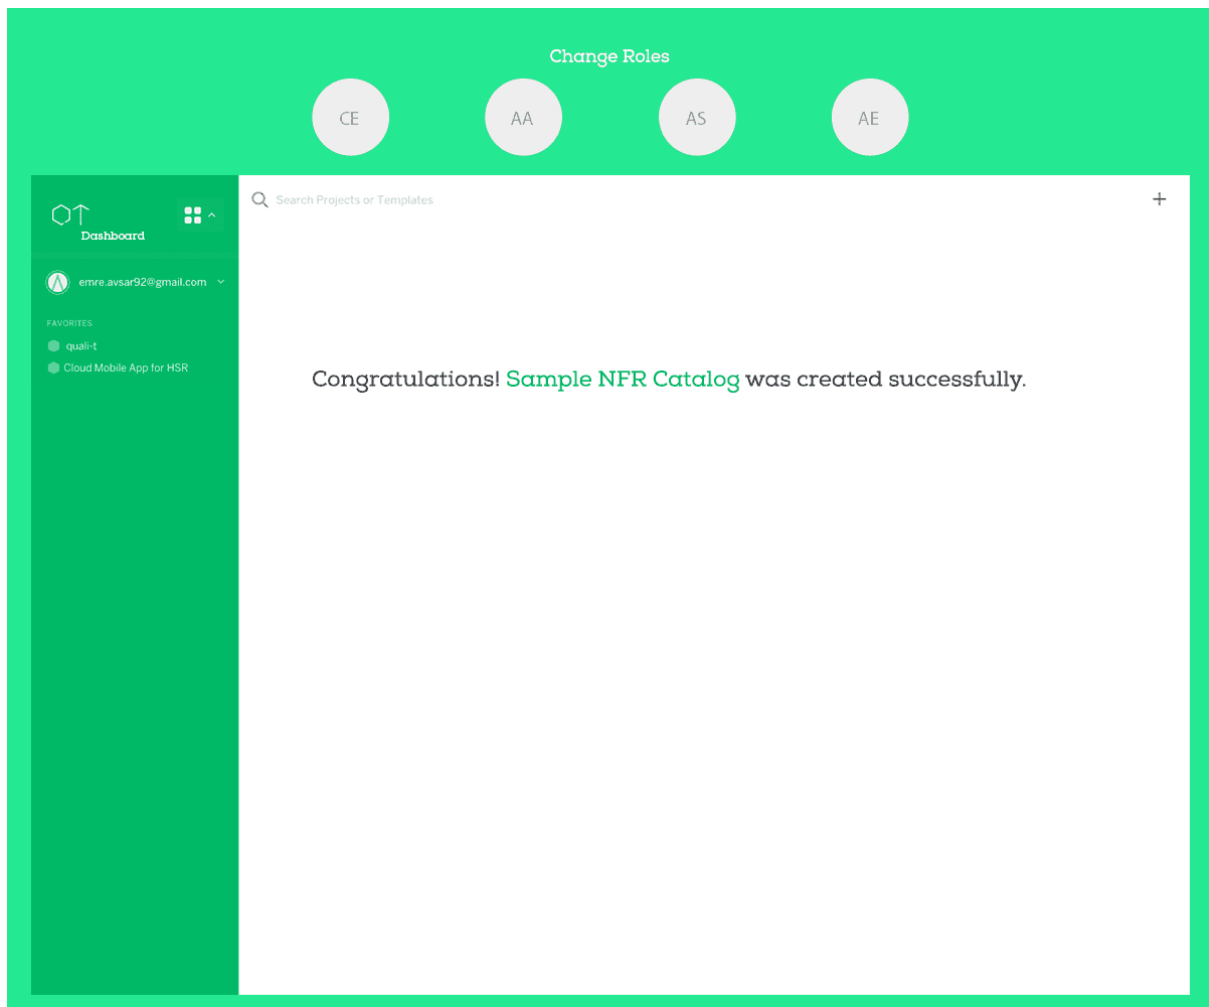 Change Roles
CE AA AS AE
Search Projects or Templates
Dashboard
emre.avsar92@gmail.com
FAVORITES
quali-t
Cloud Mobile App for HSR
Congratulations! Sample NFR Catalog was created successfully.